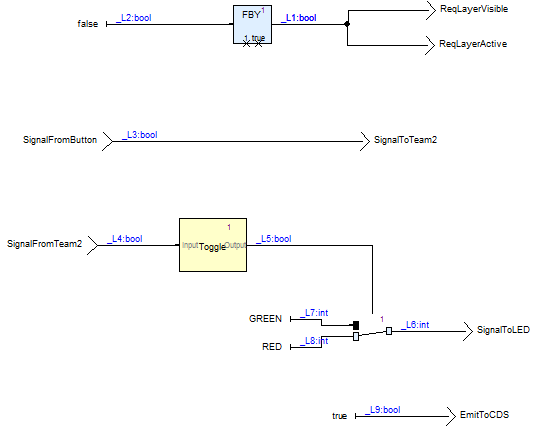 ReqLayerVisible
false _L2:bool FBY 1 _L1:bool
1 true
ReqLayerActive
SignalFromButton _L3:bool SignalToTeam2
1
SignalFromTeam2 _L4:bool Input Toggle Output _L5:bool
GREEN _L7:int 1 _L6:int SignalToLED
RED _L8:int
true _L9:bool EmitToCDS